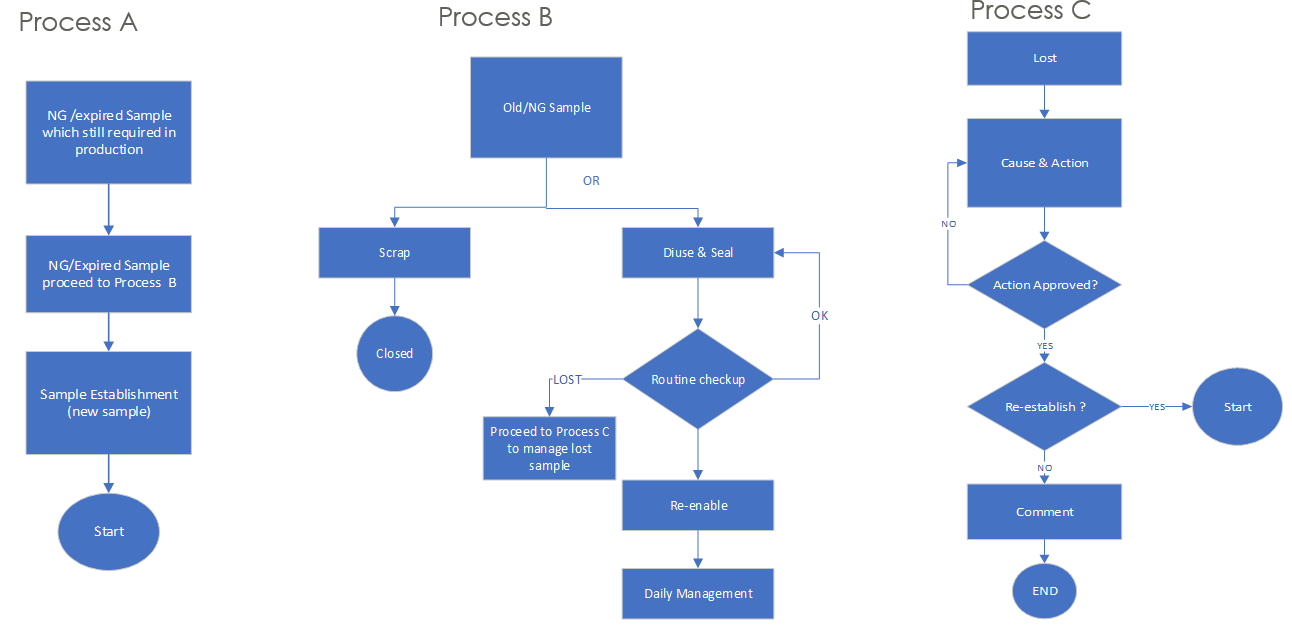 Process A
NG /expired Sample
which still required in
production
NG/Expired Sample
proceed to Process B
Sample Establishment
(new sample)
Start
Process B
Old/NG Sample
OR
Scrap
Diuse & Seal
Closed
OK
Routine checkup
LOST
Proceed to Process C
to manage lost
sample
Re-enable
Daily Management
Process C
Lost
Cause & Action
NO
Action Approved?
YES
Re-establish ?
YES
Start
NO
Comment
END